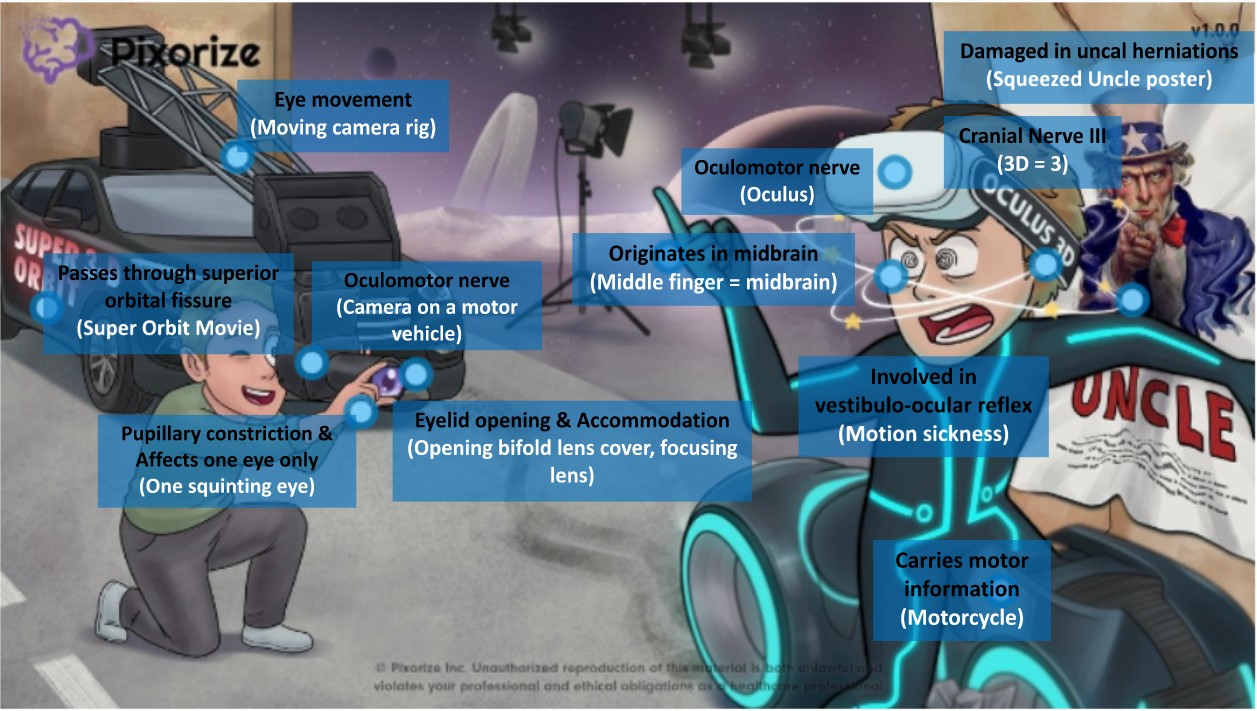 Pixorize
v1.0.0
Damaged in uncal herniations
(Squeezed Uncle poster)
Eye movement
(Moving camera rig)
Cranial Nerve III
(3D = 3)
Oculomotor nerve
(Oculus)
OCULUS 3D
Originates in midbrain
(Middle finger = midbrain)
SUPER
ORBIT
Passes through superior
orbital fissure
(Super Orbit Movie)
Oculomotor nerve
(Camera on a motor
vehicle)
Involved in
vestibulo-ocular reflex
(Motion sickness)
UNCLE
Pupillary constriction &
Affects one eye only
(One squinting eye)
Eyelid opening & Accommodation
(Opening bifold lens cover, focusing
lens)
Carries motor
information
(Motorcycle)
© Pixorize Inc. Unauthorized reproduction of this material is both unlawful and
violates your professional and ethical obligations as a healthcare professional